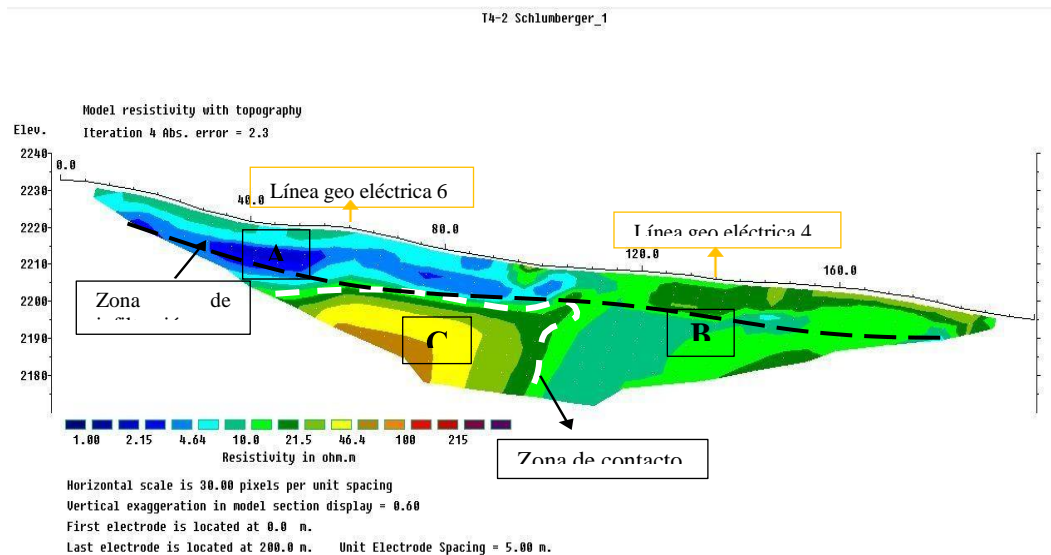 T4-2 Schlumberger_1
Model resistivity with topography
Iteration 4 Abs. error = 2.3
Elev.
2240
0.0
2230
Línea geo eléctrica 6
40.0
2220
80.0
Línea geo eléctrica 4
A
2210
120.0
160.0
Zona de
2200
C
B
2190
2180
1.00 2.15 4.64 10.0 21.5 46.4 100 215
Resistivity in ohm.m
Zona de contacto
Horizontal scale is 30.00 pixels per unit spacing
Vertical exaggeration in model section display = 0.60
First electrode is located at 0.0 m.
Last electrode is located at 200.0 m. Unit Electrode Spacing = 5.00 m.